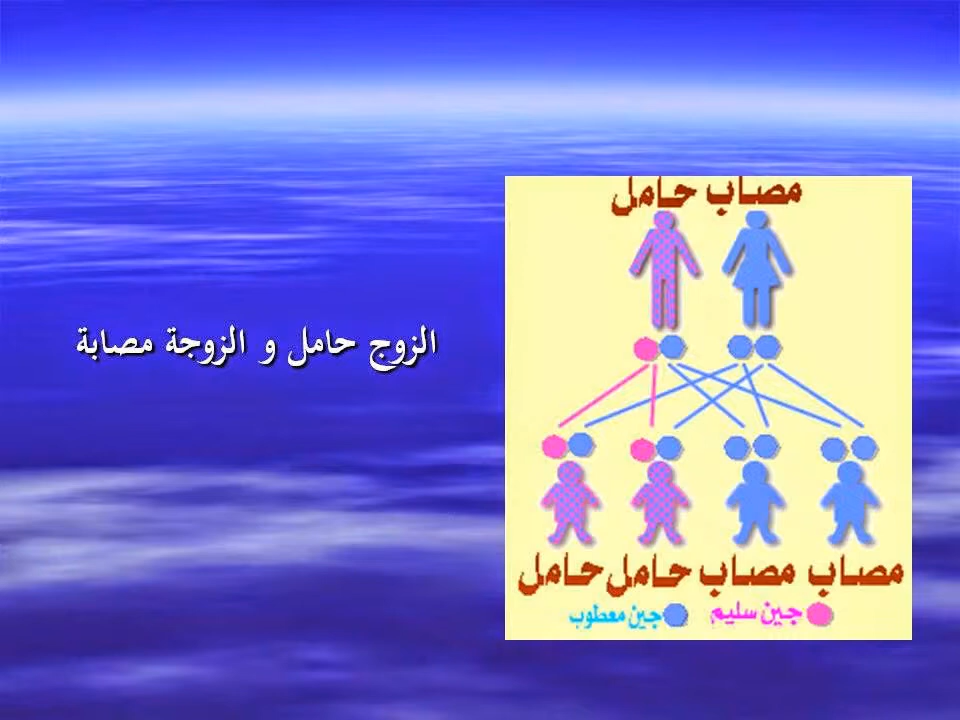 الزوج حامل و الزوجة مصابة
مصاب حامل
مصاب مصاب حامل حامل
جين سليم جين معطوب